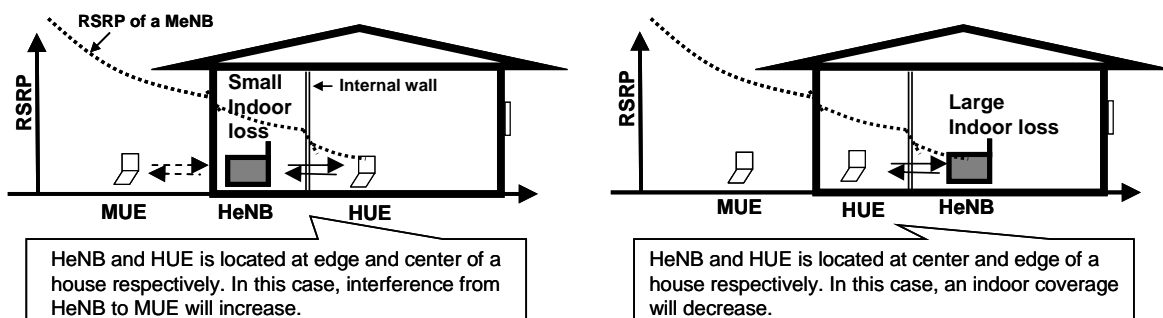 RSRP of a MeNB
RSRP
Small
Indoor
loss
Internal wall
MUE
HeNB
HUE
HeNB and HUE is located at edge and center of a
house respectively. In this case, interference from
HeNB to MUE will increase.
RSRP
Large
Indoor loss
MUE
HUE
HeNB
HeNB and HUE is located at center and edge of a
house respectively. In this case, an indoor coverage
will decrease.